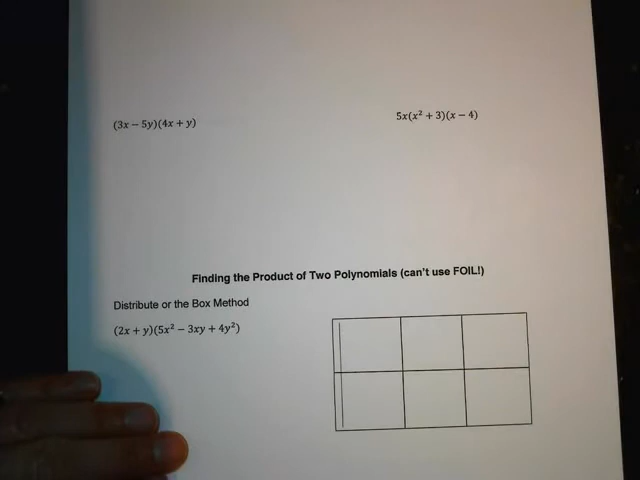 (3x − 5y)(4x + y)
5x(x² + 3)(x − 4)
Finding the Product of Two Polynomials (can't use FOIL!)
Distribute or the Box Method
(2x + y)(5x² − 3xy + 4y²)